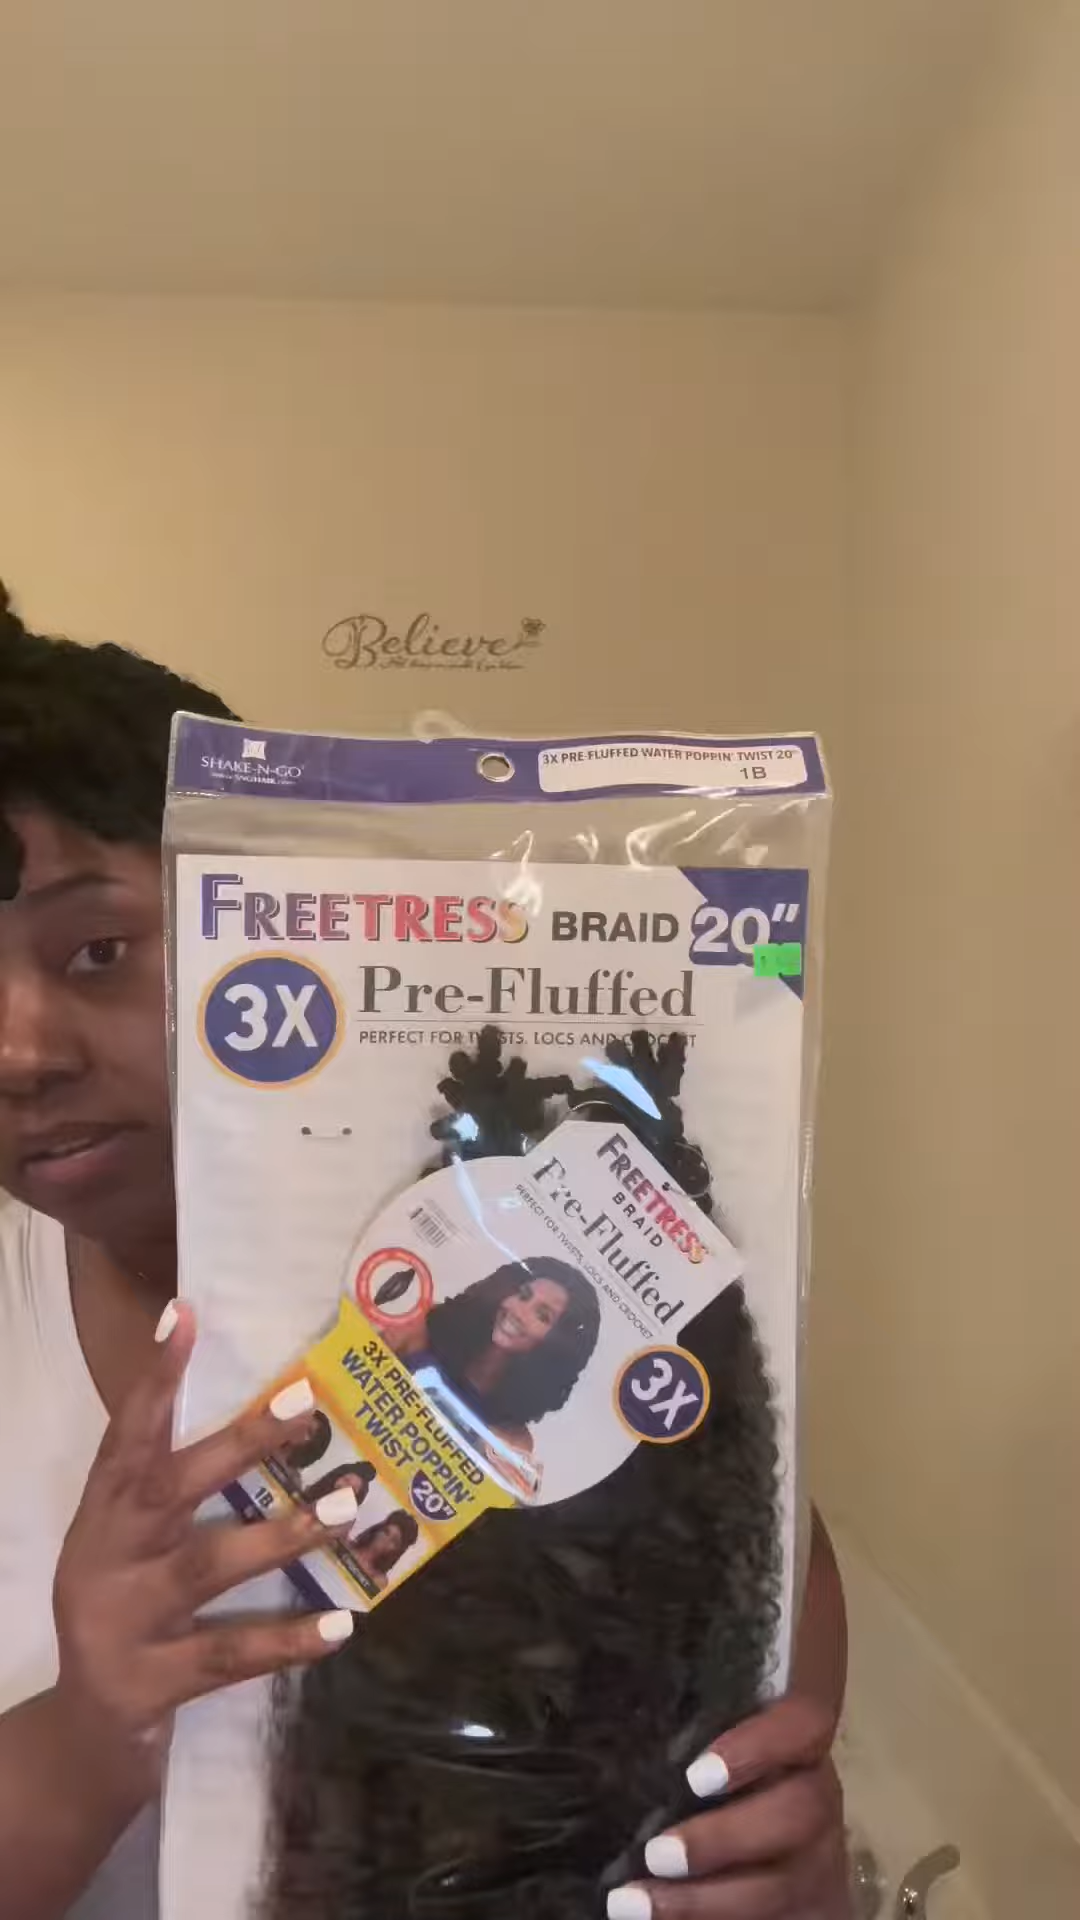 Believe
SHAKE-N-GO
3X PRE-FLUFFED WATER POPPIN' TWIST 20"
1B
FREETRESS BRAID 20"
3X
Pre-Fluffed
PERFECT FOR TWISTS, LOCS AND CROCHET
FREETRESS
BRAID
Pre-Fluffed
PERFECT FOR TWISTS, LOCS AND CROCHET
3X
3X PRE-FLUFFED
WATER POPPIN'
TWIST 20"
1B